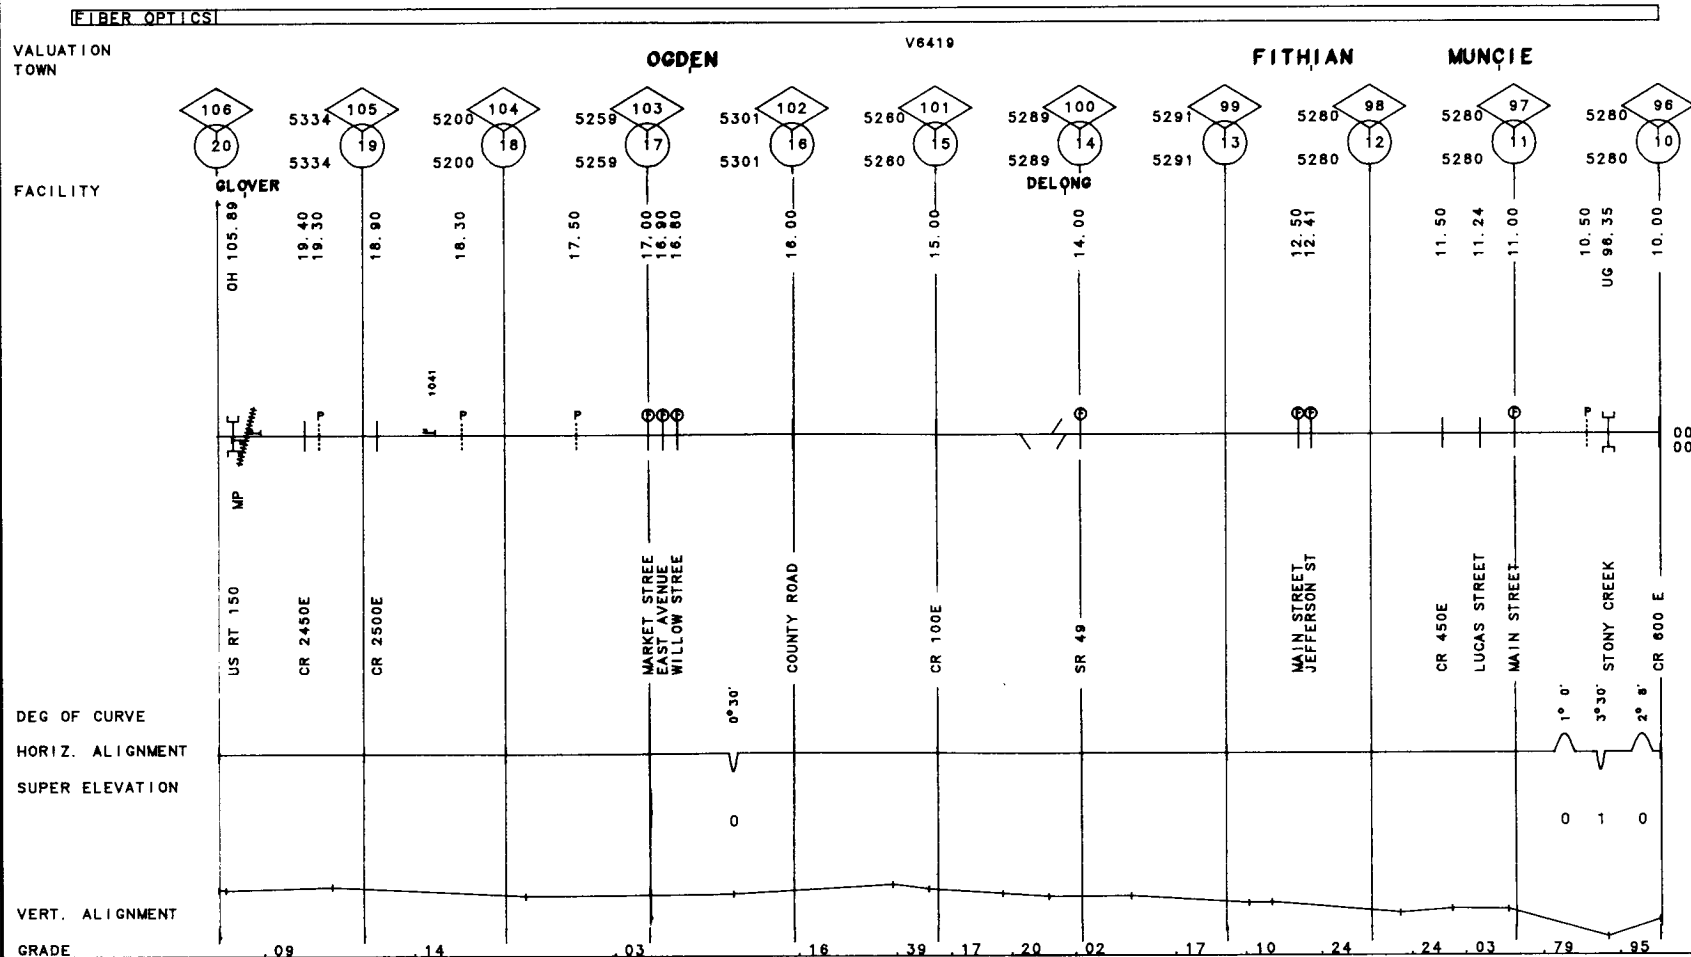 FIBER OPTICS
VALUATION V6419
TOWN OGDEN FITHIAN MUNCIE
106 105 104 103 102 101 100 99 98 97 96
5334 5200 5259 5301 5280 5289 5291 5280 5280 5280
20 19 18 17 16 15 14 13 12 11 10
5334 5200 5259 5301 5280 5289 5291 5280 5280 5280
FACILITY GLOVER DELONG
OH 105.89
19.40
19.30
18.90
18.30
17.50
17.00
16.90
16.80
16.00
15.00
14.00
12.50
12.41
11.50
11.24
11.00
10.50
UG 96.35
10.00
1041
P P P F F F F F F F P
00
00
MP
US RT 150
CR 2450E
CR 2500E
MARKET STREE
EAST AVENUE
WILLOW STREE
COUNTY ROAD
CR 100E
SR 49
MAIN STREET
JEFFERSON ST
CR 450E
LUCAS STREET
MAIN STREET
STONY CREEK
CR 600 E
DEG OF CURVE 0°30' 1° 0' 3°30' 2° 8'
HORIZ. ALIGNMENT
SUPER ELEVATION
0 0 1 0
VERT. ALIGNMENT
GRADE .09 .14 .03 .16 .39 .17 .20 .02 .17 .10 .24 .24 .03 .79 .95